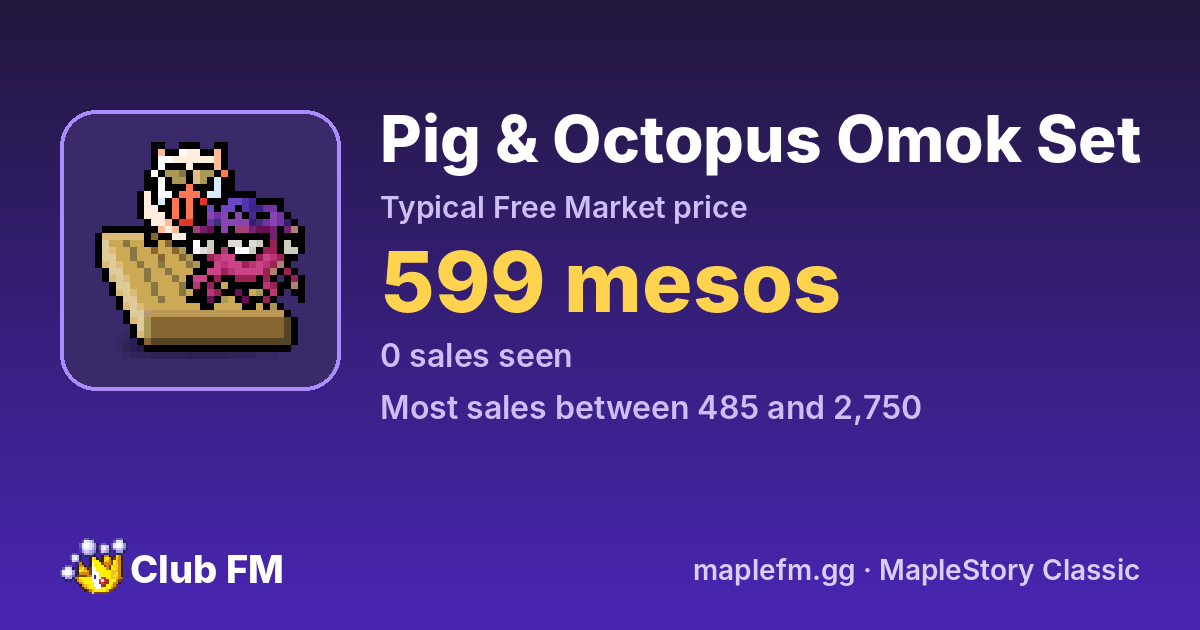 Pig & Octopus Omok Set
Typical Free Market price
599 mesos
0 sales seen
Most sales between 485 and 2,750
Club FM
maplefm.gg · MapleStory Classic